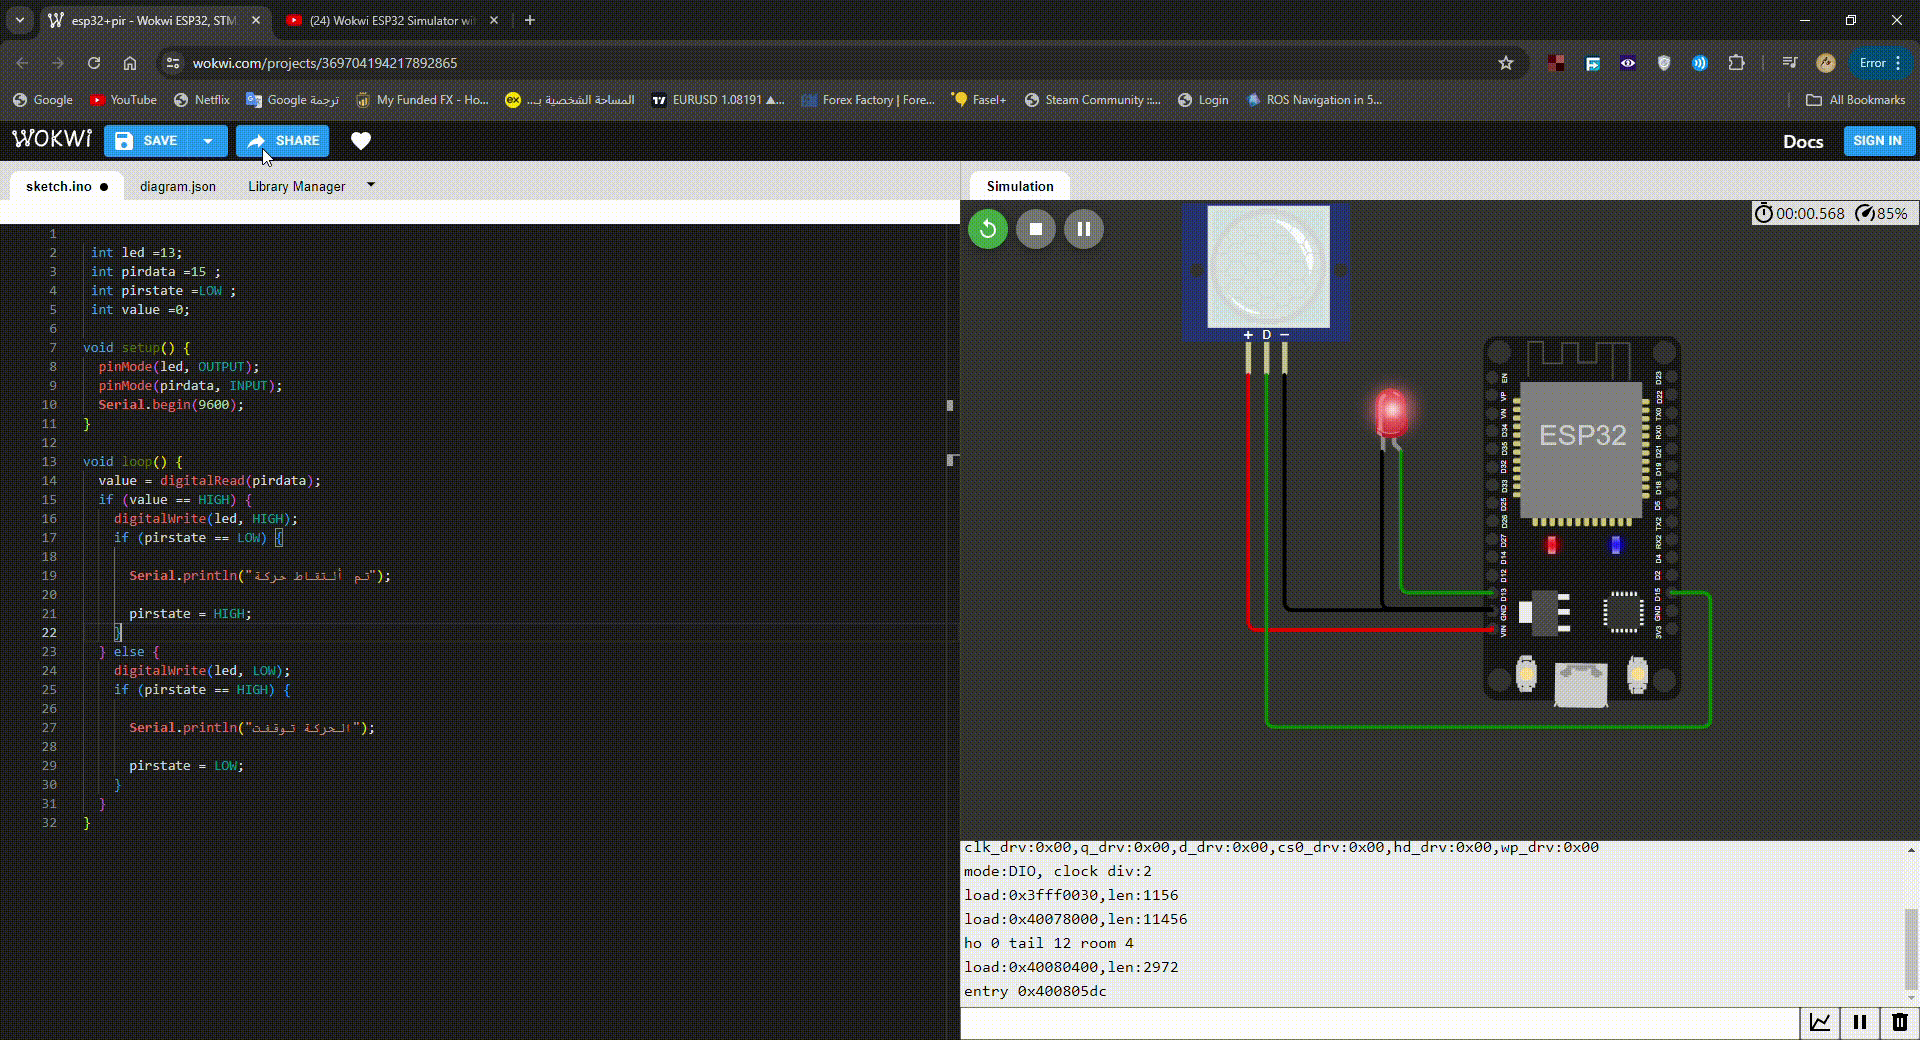 esp32+pir - Wokwi ESP32, STM
(24) Wokwi ESP32 Simulator wi
wokwi.com/projects/369704194217892865
Error
Google
YouTube
Netflix
Google ترجمة
My Funded FX - Ho...
المساحة الشخصية بـ...
EURUSD 1.08191 ▲...
Forex Factory | Fore...
Fasel+
Steam Community ::...
Login
ROS Navigation in 5...
All Bookmarks
WOKWI
SAVE
SHARE
Docs
SIGN IN
sketch.ino ●
diagram.json
Library Manager
1
2 int led =13;
3 int pirdata =15 ;
4 int pirstate =LOW ;
5 int value =0;
6
7 void setup() {
8 pinMode(led, OUTPUT);
9 pinMode(pirdata, INPUT);
10 Serial.begin(9600);
11 }
12
13 void loop() {
14 value = digitalRead(pirdata);
15 if (value == HIGH) {
16 digitalWrite(led, HIGH);
17 if (pirstate == LOW) {
18
19 Serial.println("تم ألتقاط حركة");
20
21 pirstate = HIGH;
22 }
23 } else {
24 digitalWrite(led, LOW);
25 if (pirstate == HIGH) {
26
27 Serial.println("الحركة توقفت");
28
29 pirstate = LOW;
30 }
31 }
32 }
Simulation
00:00.568
85%
+ D −
ESP32
EN
VP
VN
D34
D35
D32
D33
D25
D26
D27
D14
D12
D13
GND
VIN
D23
D22
TX0
RX0
D21
D19
D18
D5
TX2
RX2
D4
D2
D15
GND
3V3
clk_drv:0x00,q_drv:0x00,d_drv:0x00,cs0_drv:0x00,hd_drv:0x00,wp_drv:0x00
mode:DIO, clock div:2
load:0x3fff0030,len:1156
load:0x40078000,len:11456
ho 0 tail 12 room 4
load:0x40080400,len:2972
entry 0x400805dc